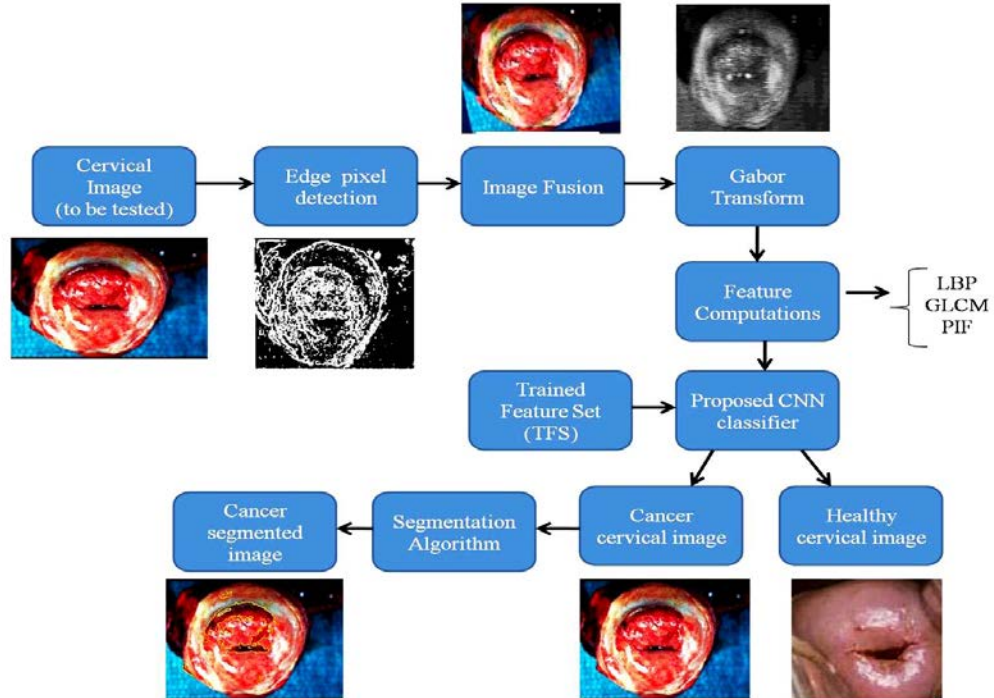 Cervical
Image
(to be tested)
Edge pixel
detection
Image Fusion
Gabor
Transform
Feature
Computations
LBP
GLCM
PIF
Trained
Feature Set
(TFS)
Proposed CNN
classifier
Cancer
segmented
image
Segmentation
Algorithm
Cancer
cervical image
Healthy
cervical image